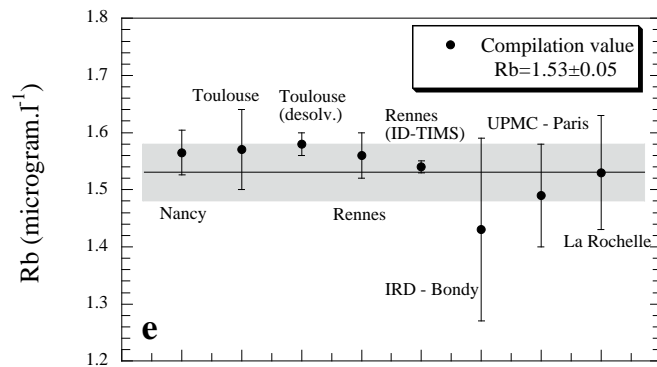 1.8
1.7
1.6
1.5
1.4
1.3
1.2
Rb (microgram.l⁻¹)
Compilation value
Rb=1.53±0.05
Toulouse
Toulouse
(desolv.)
Rennes
(ID-TIMS)
UPMC - Paris
Nancy
Rennes
La Rochelle
IRD - Bondy
e